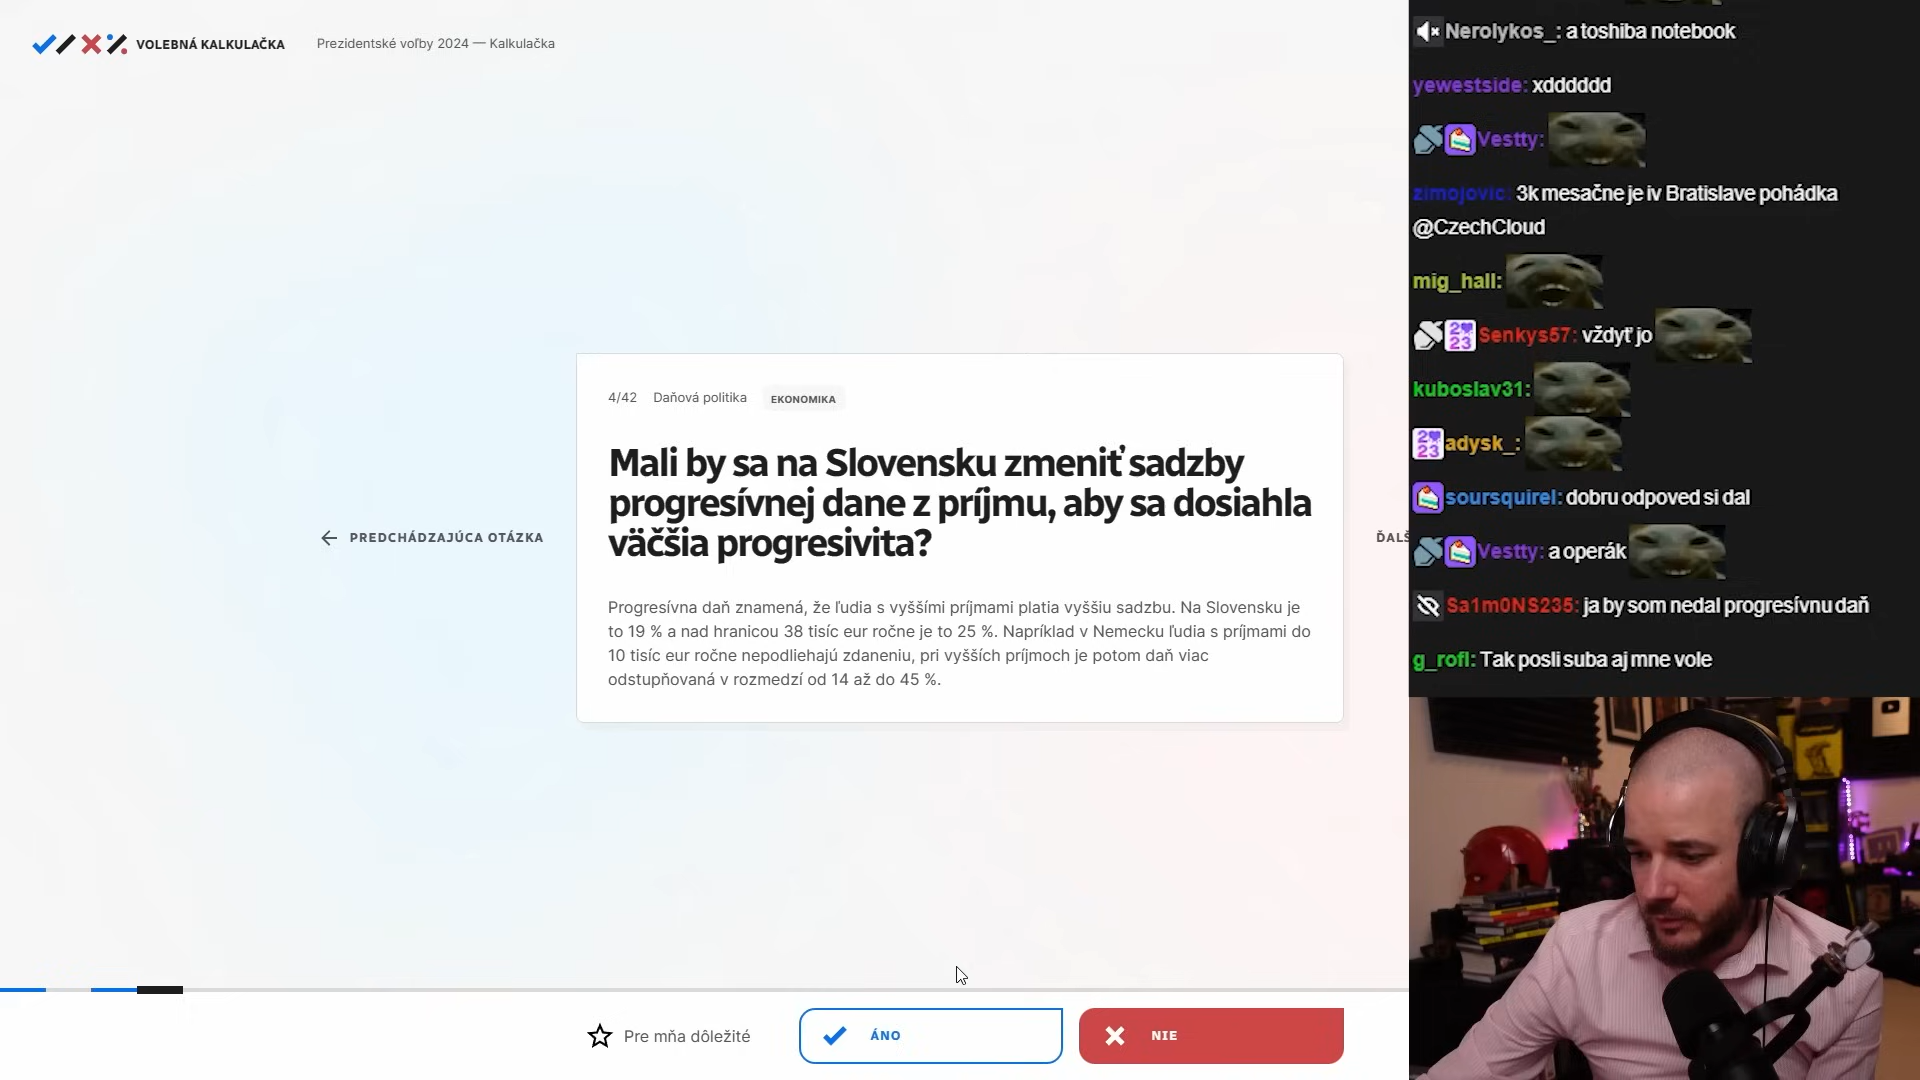 VOLEBNÁ KALKULAČKA
Prezidentské voľby 2024 — Kalkulačka
4/42 Daňová politika EKONOMIKA
Mali by sa na Slovensku zmeniť sadzby
progresívnej dane z príjmu, aby sa dosiahla
väčšia progresivita?
Progresívna daň znamená, že ľudia s vyššími príjmami platia vyššiu sadzbu. Na Slovensku je
to 19 % a nad hranicou 38 tisíc eur ročne je to 25 %. Napríklad v Nemecku ľudia s príjmami do
10 tisíc eur ročne nepodliehajú zdaneniu, pri vyšších príjmoch je potom daň viac
odstupňovaná v rozmedzí od 14 až do 45 %.
PREDCHÁDZAJÚCA OTÁZKA
ĎALŠ
Pre mňa dôležité
ÁNO
NIE
Nerolykos_: a toshiba notebook
yewestside: xdddddd
Vestty:
zimojovic: 3k mesačne je iv Bratislave pohádka
@CzechCloud
mig_hall:
2 23 Senkys57: vždyť jo
kuboslav31:
2 23 adysk_:
soursquirel: dobru odpoved si dal
Vestty: a operák
Sa1m0NS235: ja by som nedal progresívnu daň
g_rofl: Tak posli suba aj mne vole